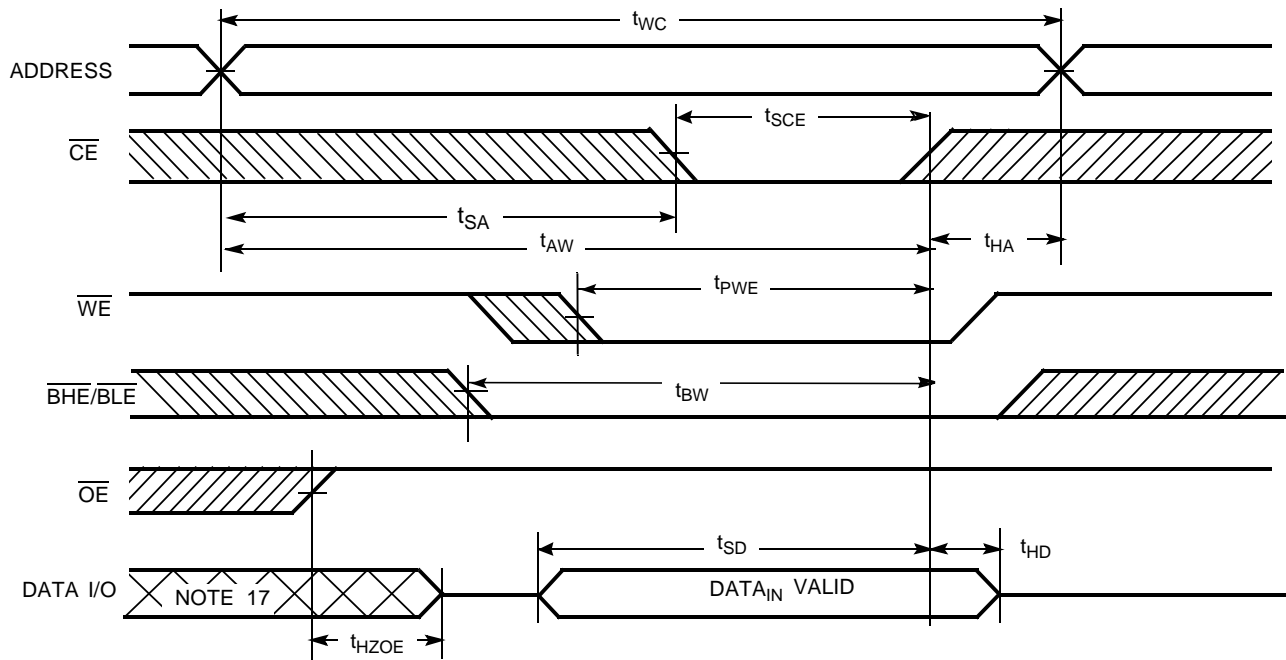 tWC
ADDRESS
tSCE
CE
tSA
tAW
tHA
tPWE
WE
BHE/BLE
tBW
OE
tSD
tHD
DATA I/O
NOTE 17
DATAIN VALID
tHZOE